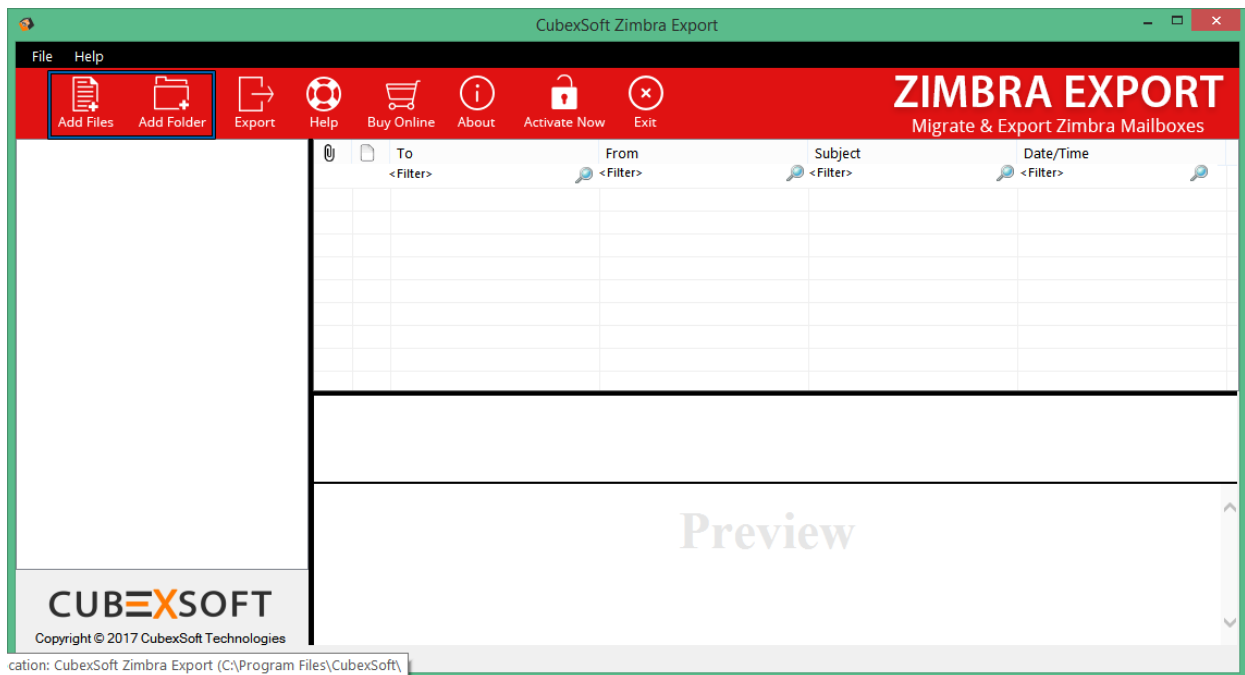 CubexSoft Zimbra Export
File Help
Add Files Add Folder Export Help Buy Online About Activate Now Exit
ZIMBRA EXPORT
Migrate & Export Zimbra Mailboxes
To From Subject Date/Time
<Filter> <Filter> <Filter> <Filter>
Preview
CUBEXSOFT
Copyright © 2017 CubexSoft Technologies
cation: CubexSoft Zimbra Export (C:\Program Files\CubexSoft\